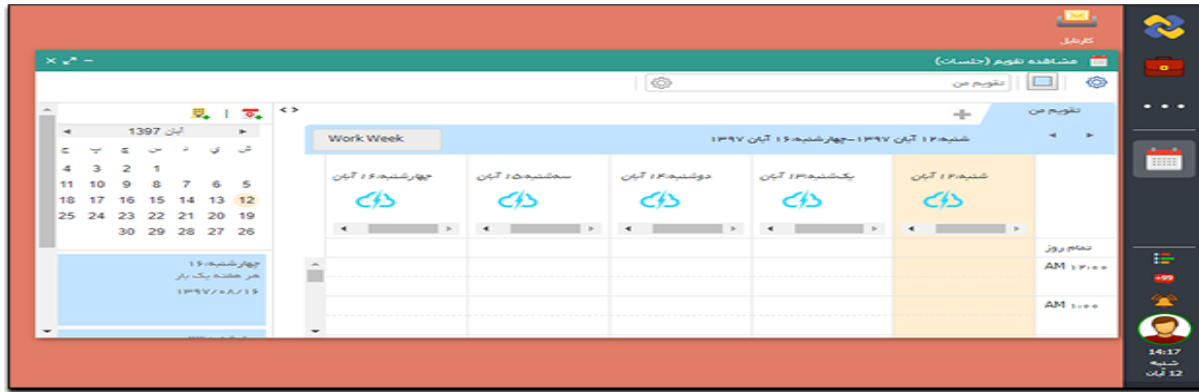 کارتابل
مشاهده تقویم (جلسات)
تقویم من
تقویم من
شنبه،۱۲ آبان ۱۳۹۷-چهارشنبه،۱۶ آبان ۱۳۹۷
Work Week
شنبه،۱۲ آبان
یکشنبه،۱۳ آبان
دوشنبه،۱۴ آبان
سه‌شنبه،۱۵ آبان
چهارشنبه،۱۶ آبان
تمام روز
AM ۱۲:۰۰
AM ۱:۰۰
آبان 1397
ش ي د س چ پ ج
1 2 3 4
5 6 7 8 9 10 11
12 13 14 15 16 17 18
19 20 21 22 23 24 25
26 27 28 29 30
چهارشنبه،۱۶
هر هفته یک بار
۱۳۹۷/۰۸/۱۶
+99
14:17
شنبه
12 آبان